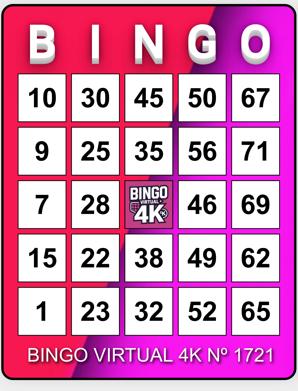 B I N G O
10 30 45 50 67
9 25 35 56 71
7 28 BINGO VIRTUAL 4K 46 69
15 22 38 49 62
1 23 32 52 65
BINGO VIRTUAL 4K Nº 1721